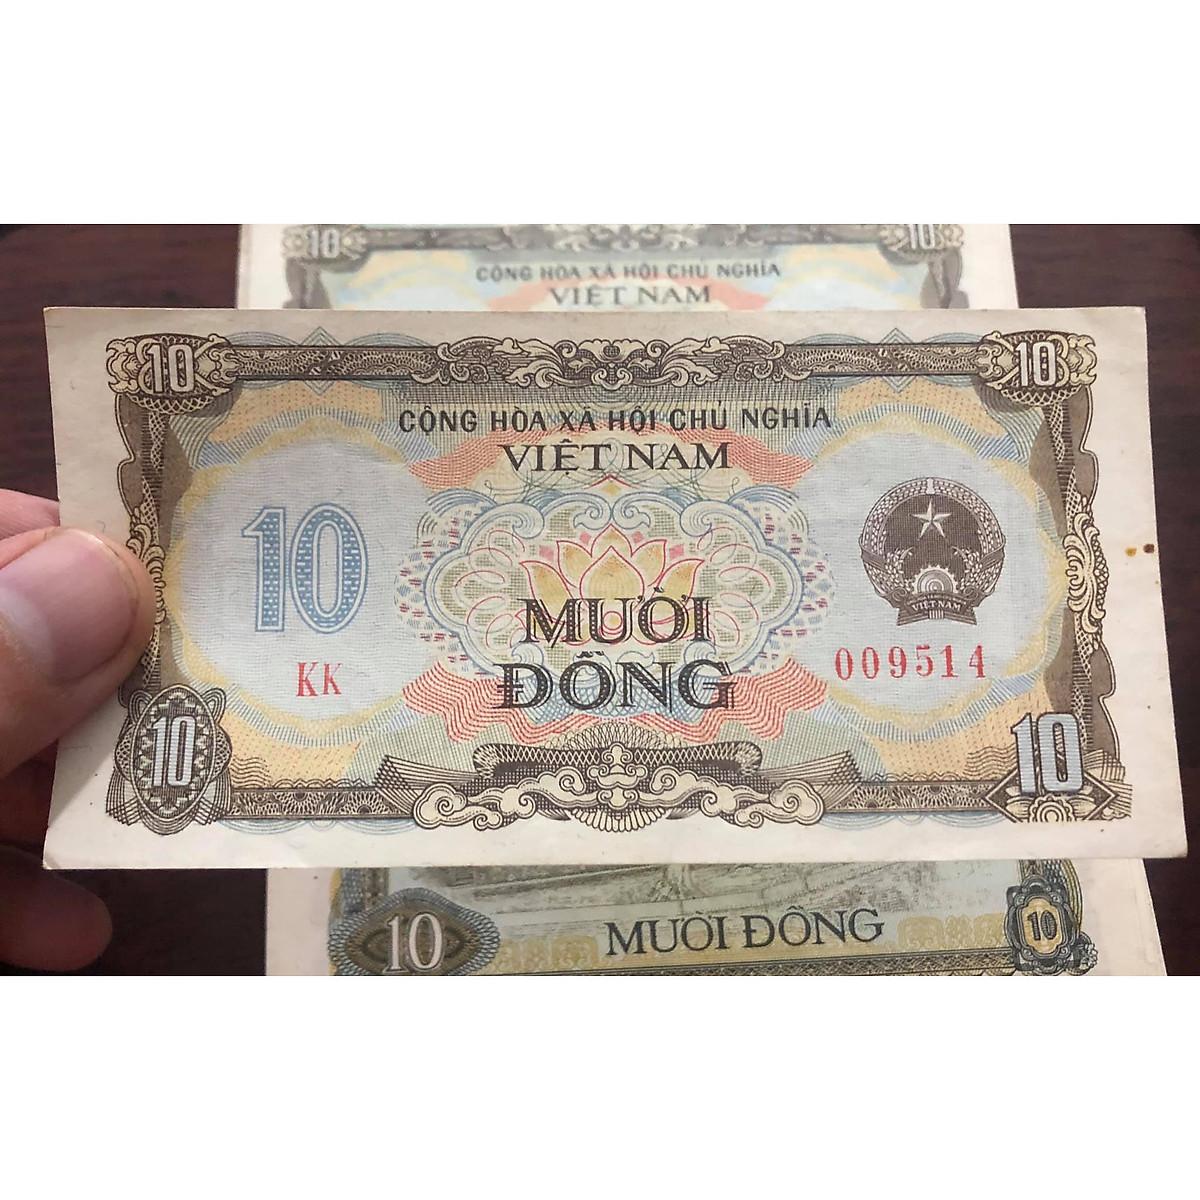 10 10
CỘNG HÒA XÃ HỘI CHỦ NGHĨA
VIỆT NAM
10 10
CỘNG HÒA XÃ HỘI CHỦ NGHĨA
VIỆT NAM
10
VIỆT NAM
MƯỜI
ĐỒNG
KK 009514
10 10
10 MƯỜI ĐỒNG 10